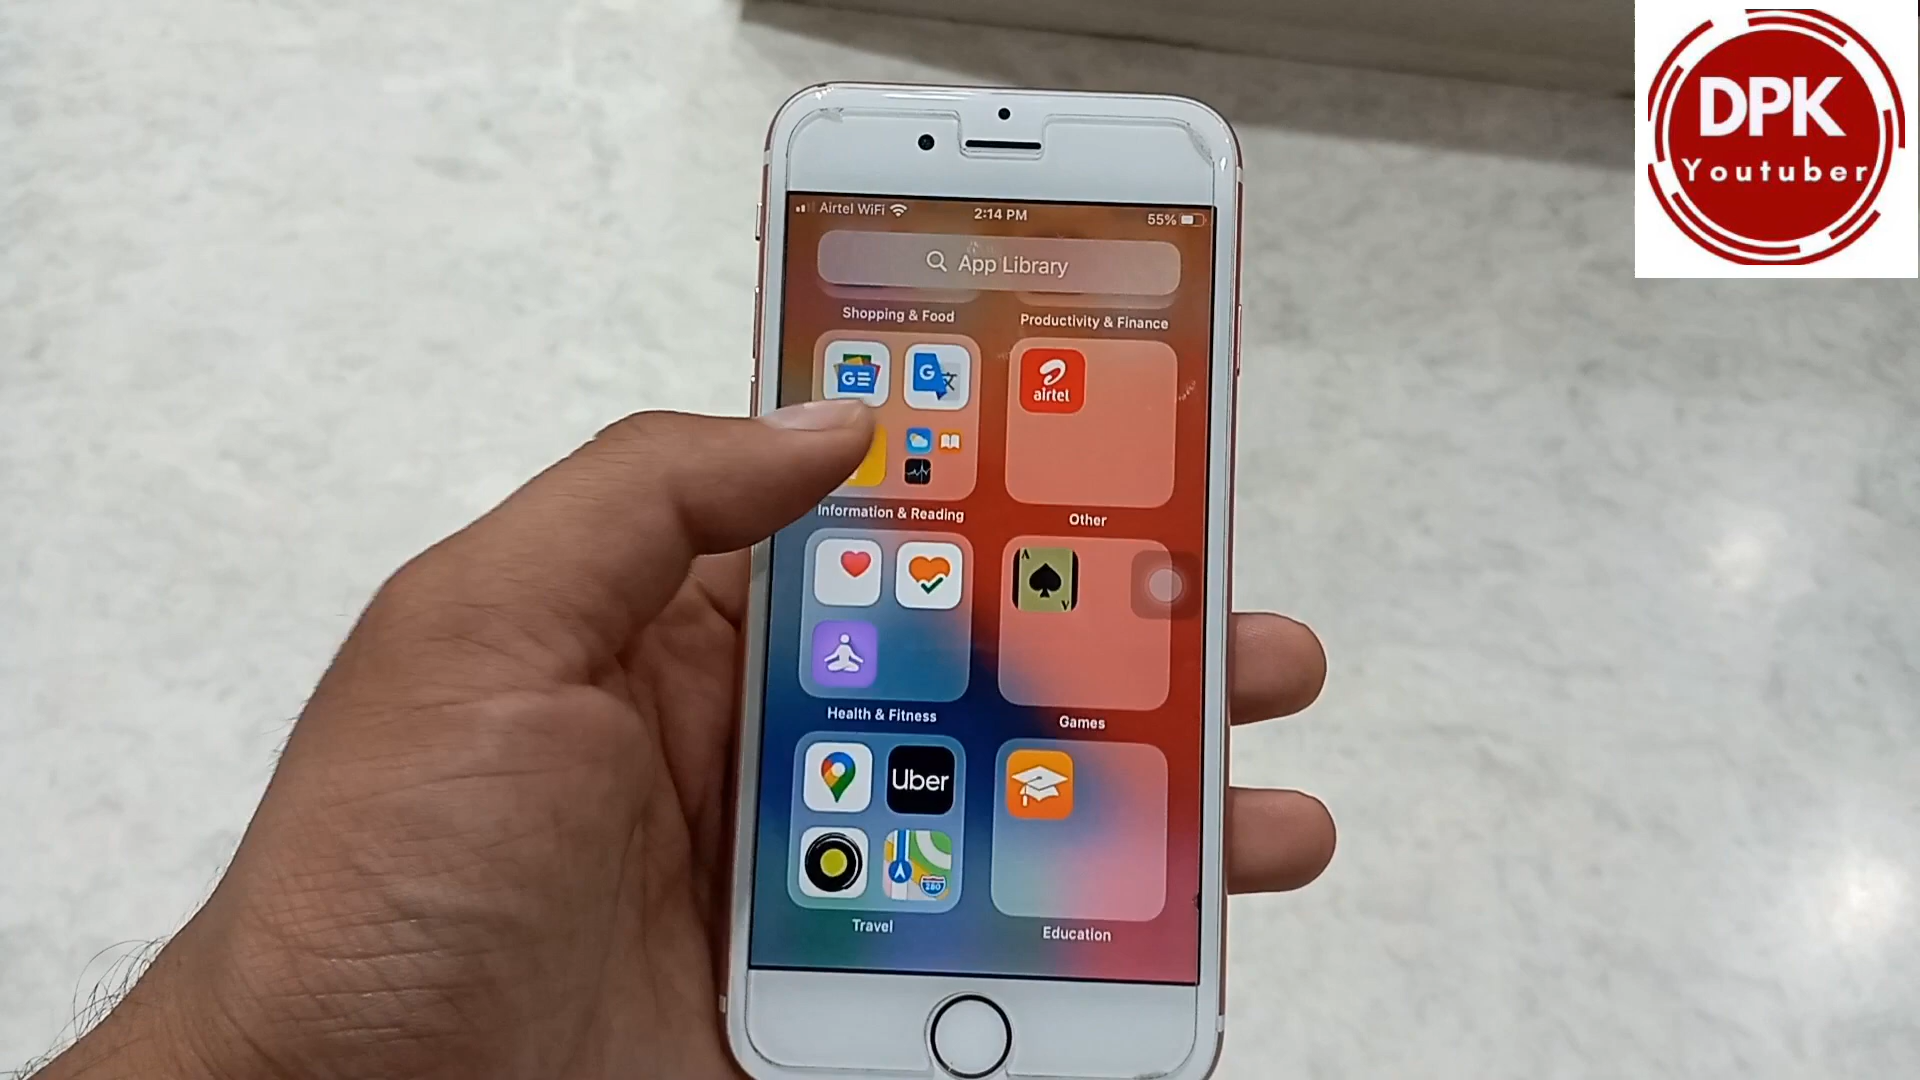 DPK
Youtuber
Airtel WiFi
2:14 PM
55%
App Library
Shopping & Food
Productivity & Finance
airtel
Information & Reading
Other
A
A
Health & Fitness
Games
Uber
280
Travel
Education